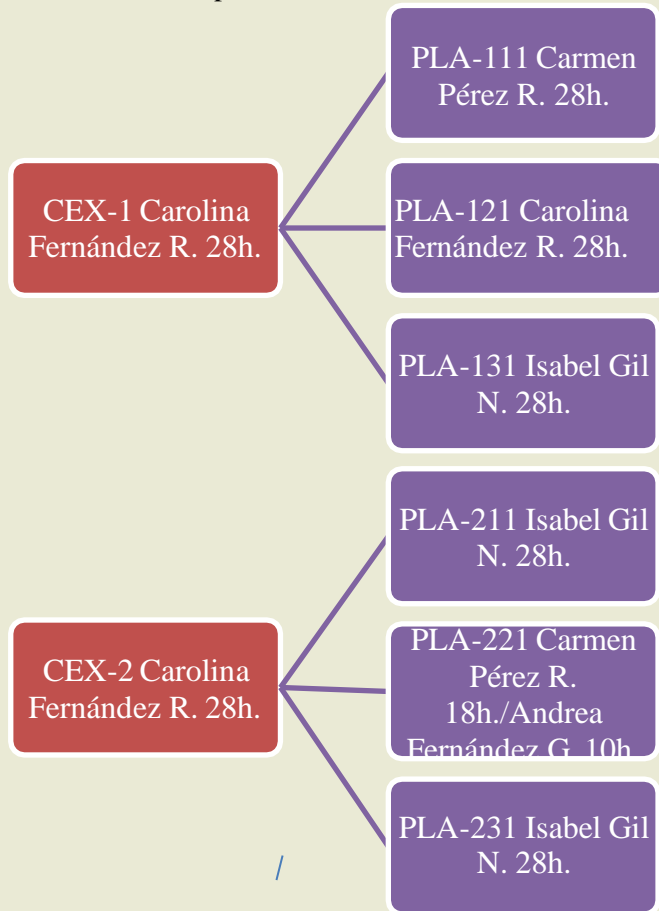 CEX-1 Carolina
Fernández R. 28h.
PLA-111 Carmen
Pérez R. 28h.
PLA-121 Carolina
Fernández R. 28h.
PLA-131 Isabel Gil
N. 28h.
CEX-2 Carolina
Fernández R. 28h.
PLA-211 Isabel Gil
N. 28h.
PLA-221 Carmen
Pérez R.
18h./Andrea
Fernández G. 10h
PLA-231 Isabel Gil
N. 28h.
/